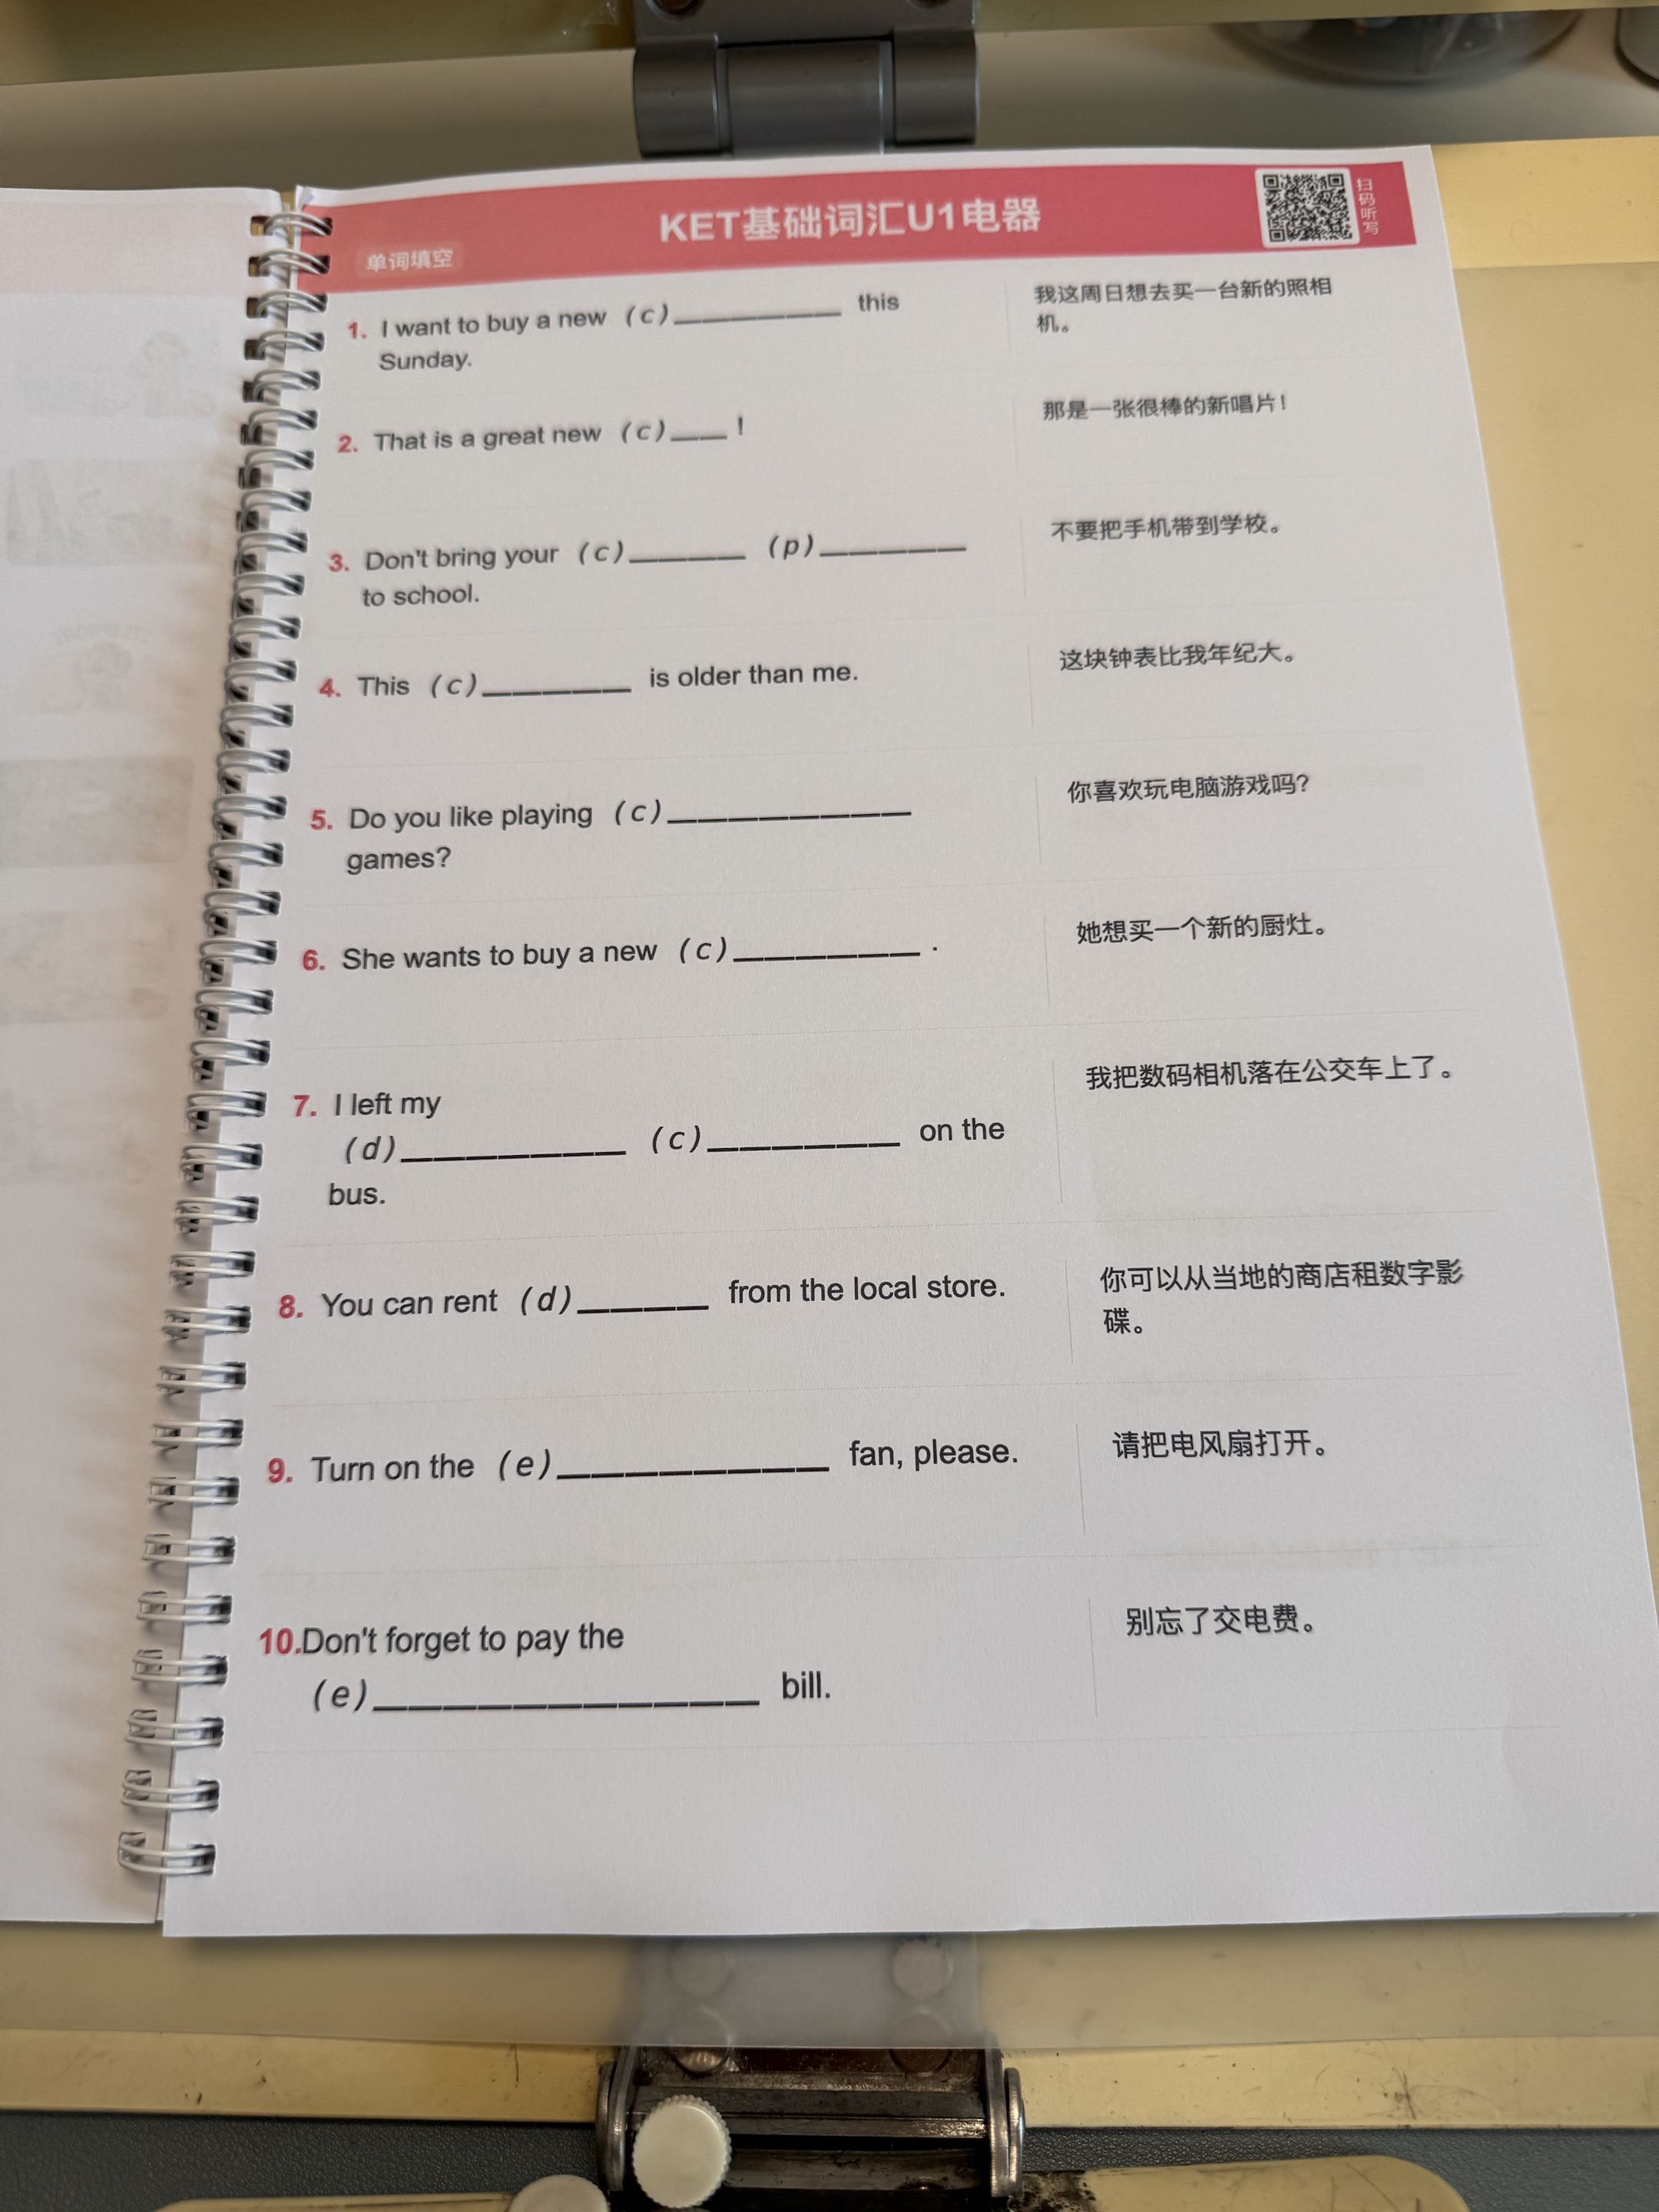 KET基础词汇U1电器
扫码听写
单词填空
1. I want to buy a new (c)______ this
Sunday.
我这周日想去买一台新的照相
机。
2. That is a great new (c)__ !
那是一张很棒的新唱片!
3. Don't bring your (c)____ (p)_____
to school.
不要把手机带到学校。
4. This (c)_____ is older than me.
这块钟表比我年纪大。
5. Do you like playing (c)________
games?
你喜欢玩电脑游戏吗?
6. She wants to buy a new (c)______ .
她想买一个新的厨灶。
7. I left my
(d)_______ (c)______ on the
bus.
我把数码相机落在公交车上了。
8. You can rent (d)____ from the local store.
你可以从当地的商店租数字影
碟。
9. Turn on the (e)________ fan, please.
请把电风扇打开。
10.Don't forget to pay the
(e)___________ bill.
别忘了交电费。